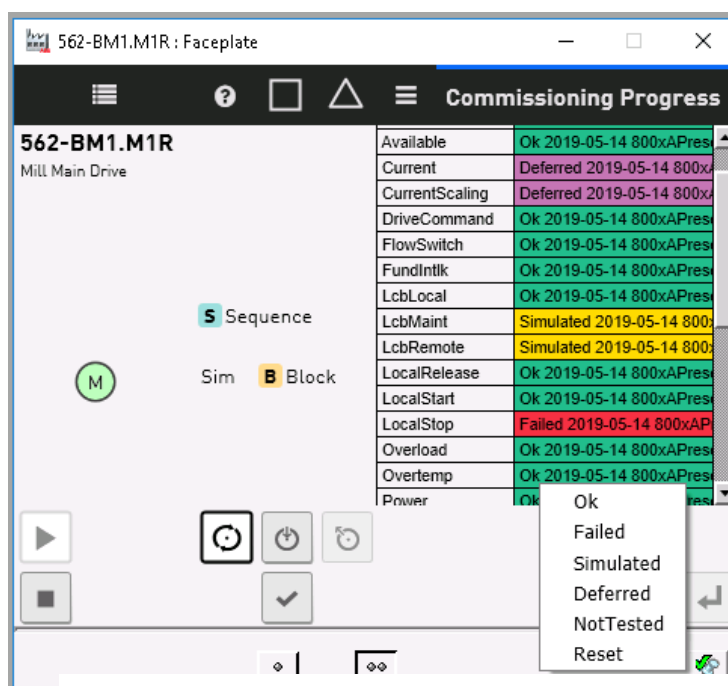 562-BM1.M1R : Faceplate
Commissioning Progress
562-BM1.M1R
Mill Main Drive
S Sequence
M
Sim B Block
Available Ok 2019-05-14 800xAPres
Current Deferred 2019-05-14 800x
CurrentScaling Deferred 2019-05-14 800x
DriveCommand Ok 2019-05-14 800xAPres
FlowSwitch Ok 2019-05-14 800xAPres
FundIntlk Ok 2019-05-14 800xAPres
LcbLocal Ok 2019-05-14 800xAPres
LcbMaint Simulated 2019-05-14 800
LcbRemote Simulated 2019-05-14 800
LocalRelease Ok 2019-05-14 800xAPres
LocalStart Ok 2019-05-14 800xAPres
LocalStop Failed 2019-05-14 800xAP
Overload Ok 2019-05-14 800xAPres
Overtemp Ok 2019-05-14 800xAPres
Power Ok
Ok
Failed
Simulated
Deferred
NotTested
Reset